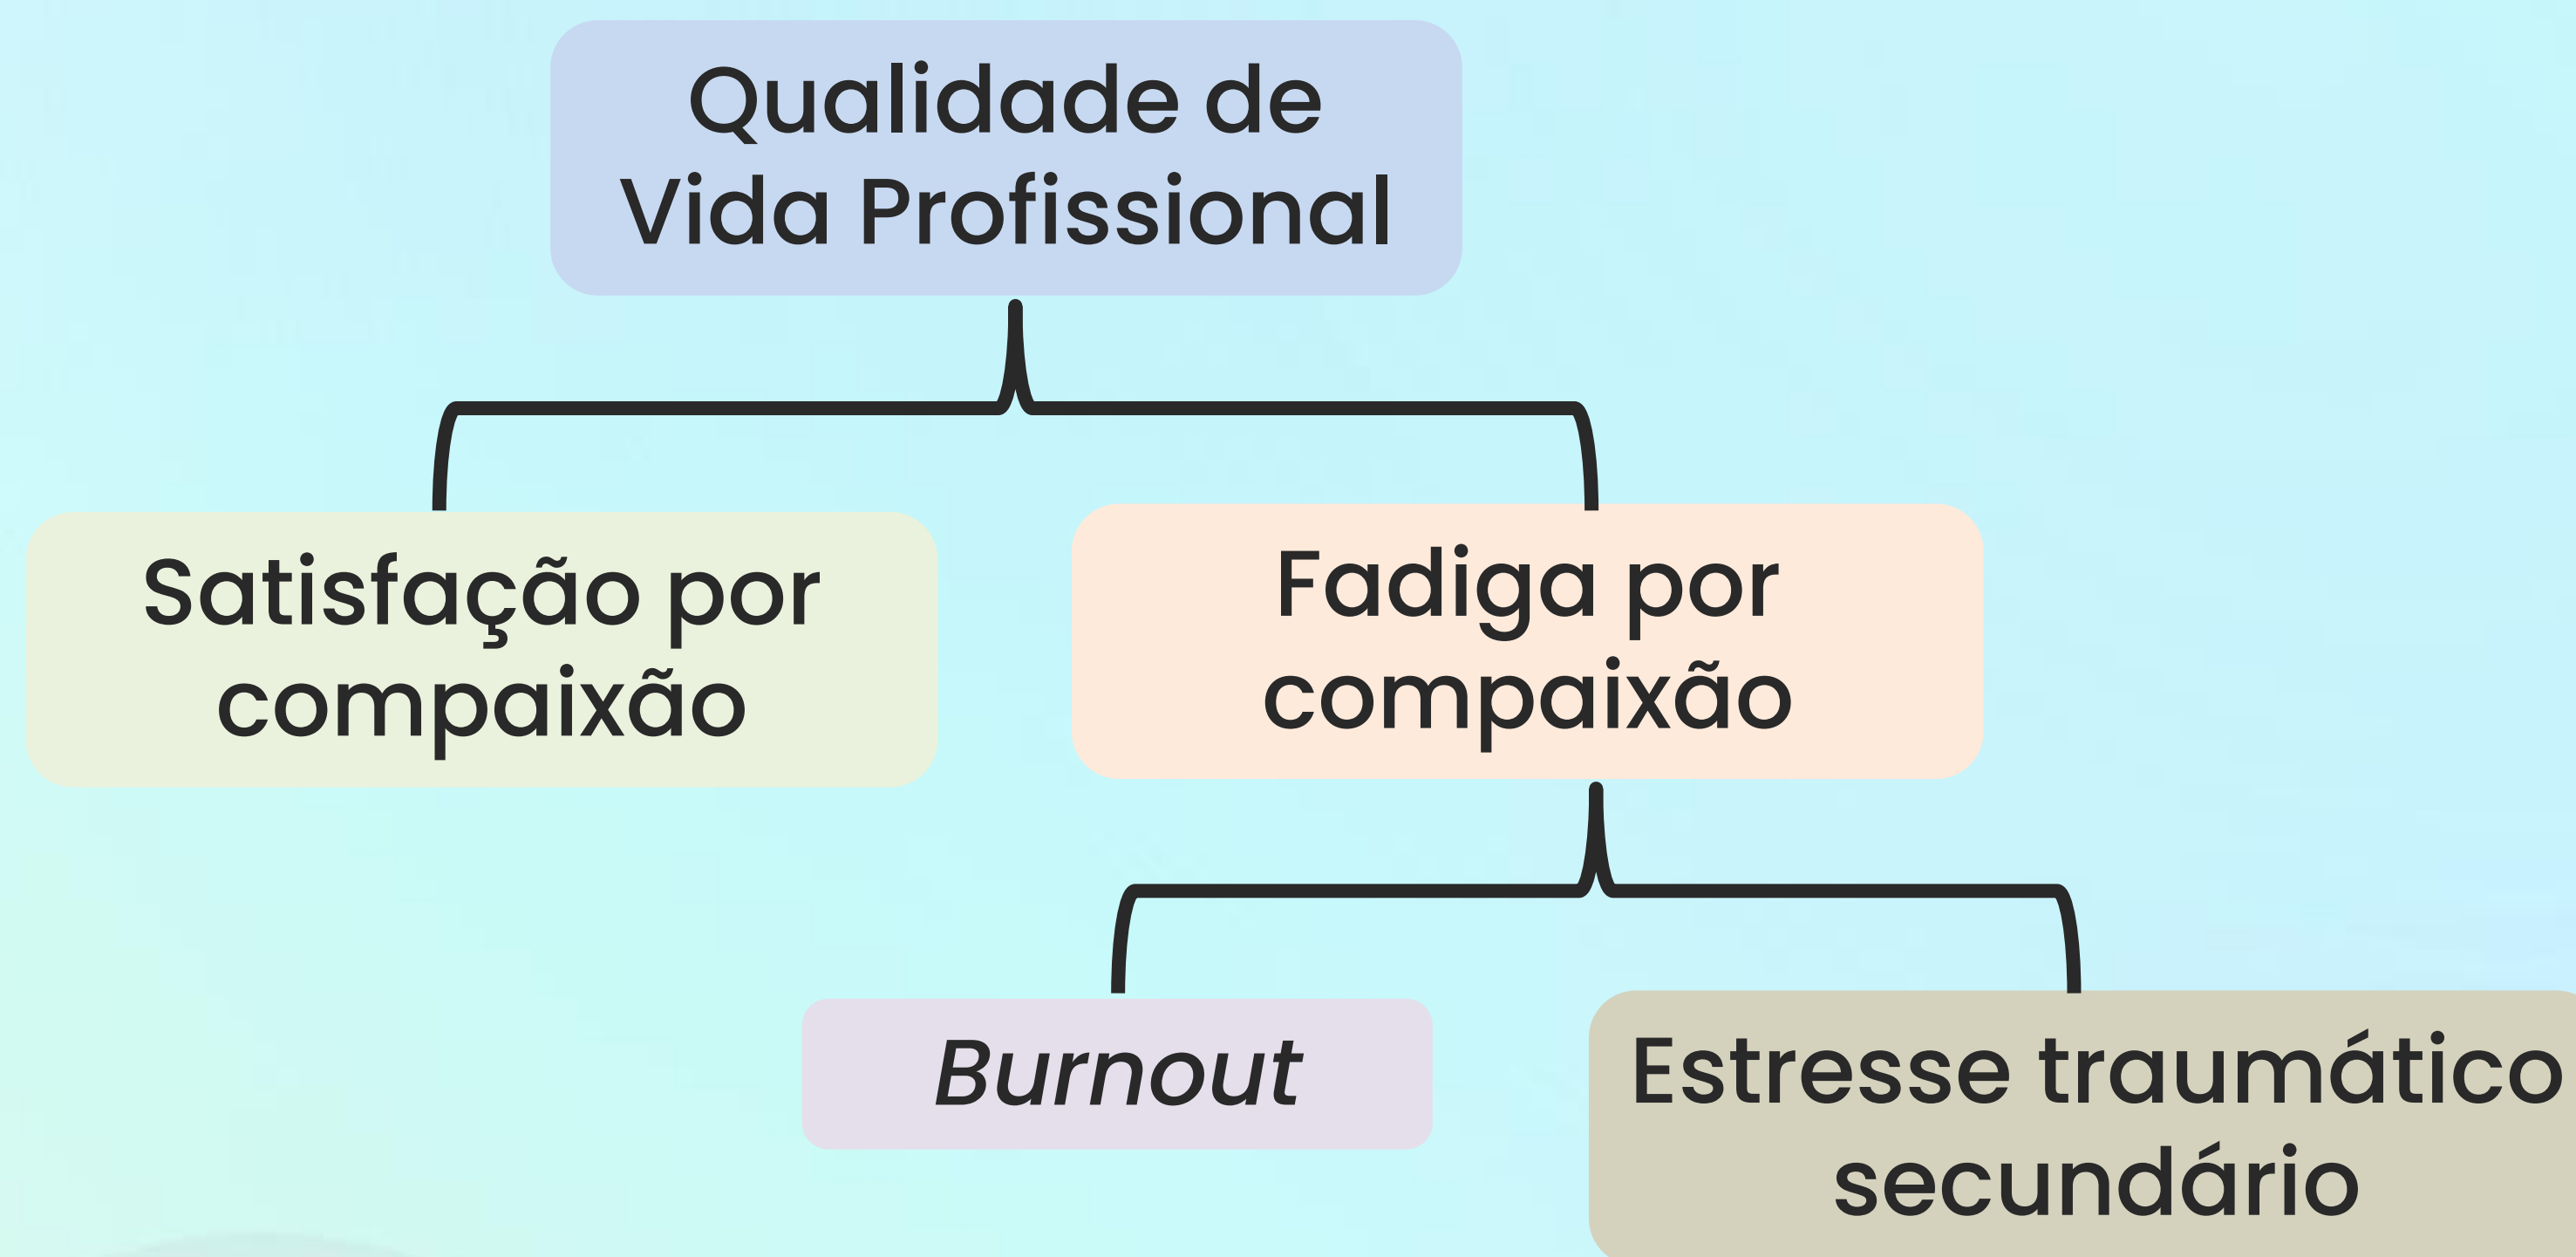 Qualidade de
Vida Profissional
Satisfação por
compaixão
Fadiga por
compaixão
Burnout
Estresse traumático
secundário